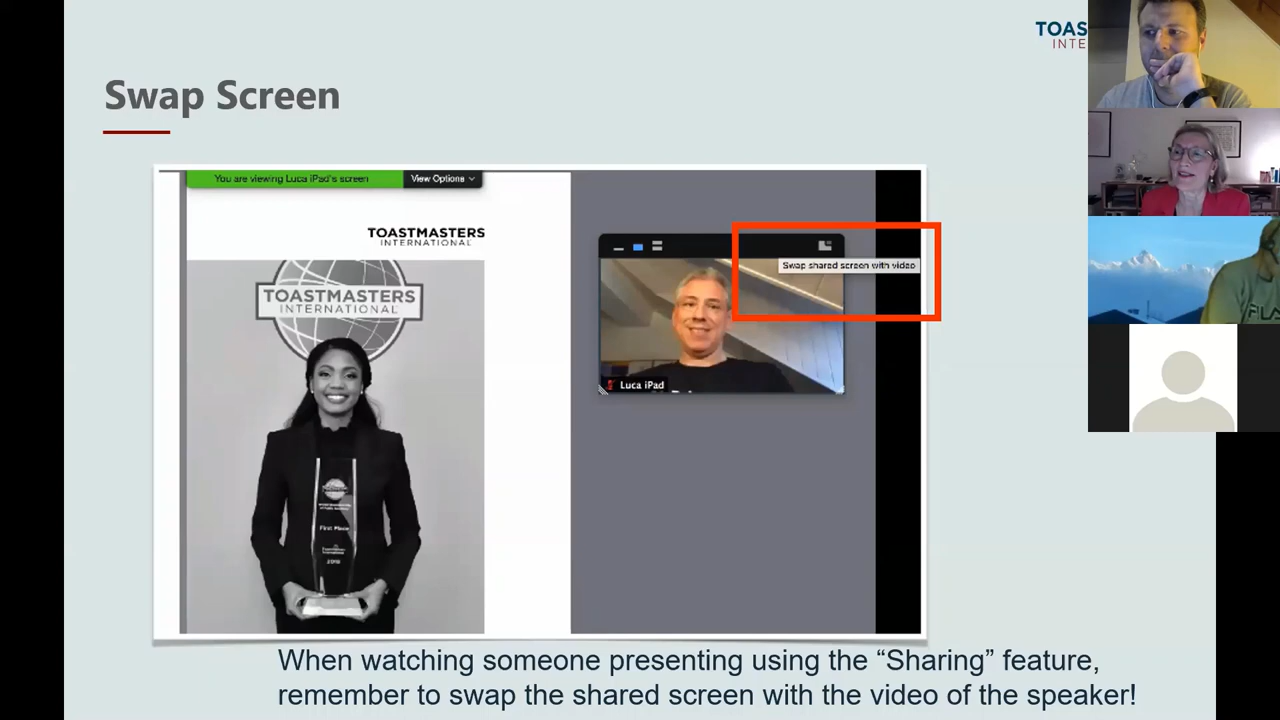 TOAS
INTE
Swap Screen
You are viewing Luca iPad's screen
View Options
TOASTMASTERS
INTERNATIONAL
TOASTMASTERS
INTERNATIONAL
Swap shared screen with video
Luca iPad
First Place
2018
FILA
When watching someone presenting using the “Sharing” feature,
remember to swap the shared screen with the video of the speaker!